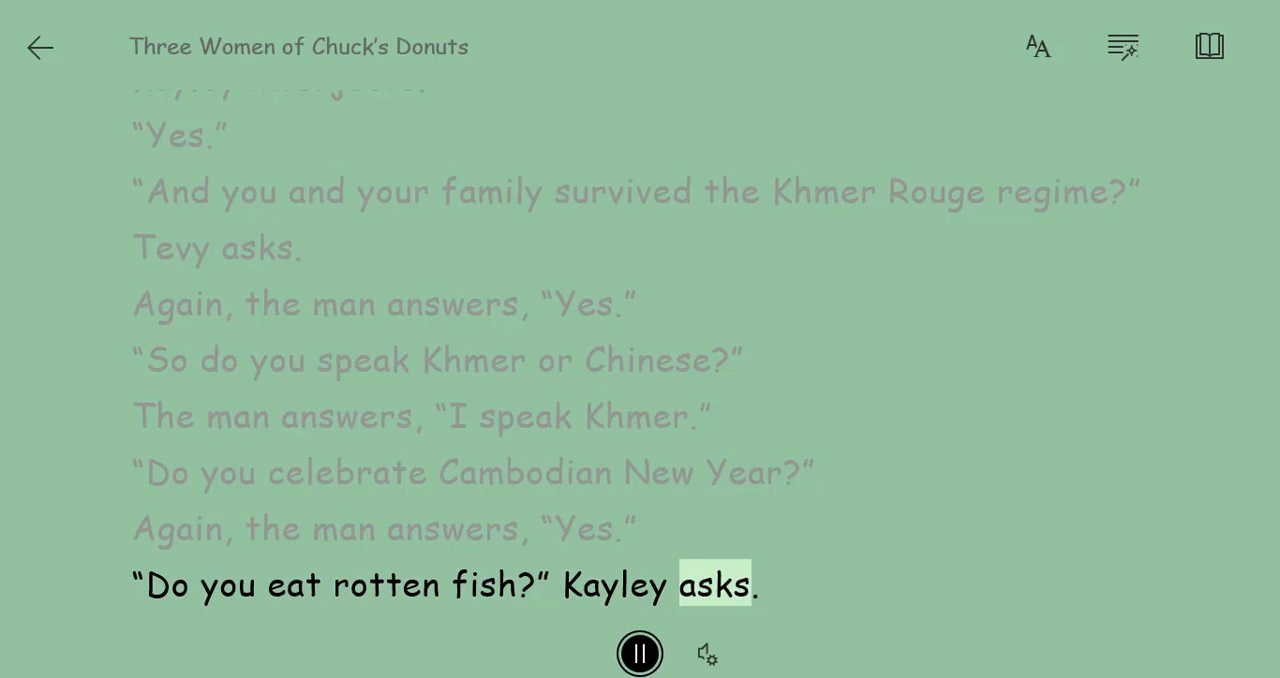 Three Women of Chuck's Donuts
"Yes."
"And you and your family survived the Khmer Rouge regime?"
Tevy asks.
Again, the man answers, "Yes."
"So do you speak Khmer or Chinese?"
The man answers, "I speak Khmer."
"Do you celebrate Cambodian New Year?"
Again, the man answers, "Yes."
"Do you eat rotten fish?" Kayley asks.